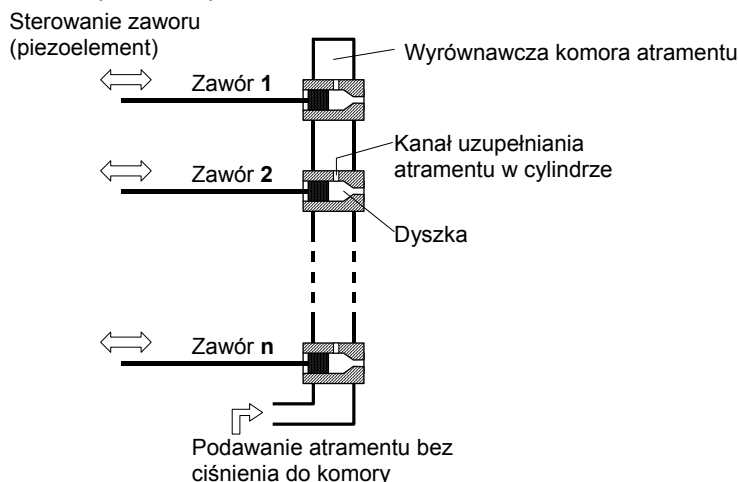 Sterowanie zaworu
(piezoelement)
Wyrównawcza komora atramentu
Zawór 1
Kanał uzupełniania
atramentu w cylindrze
Zawór 2
Dyszka
Zawór n
Podawanie atramentu bez
ciśnienia do komory